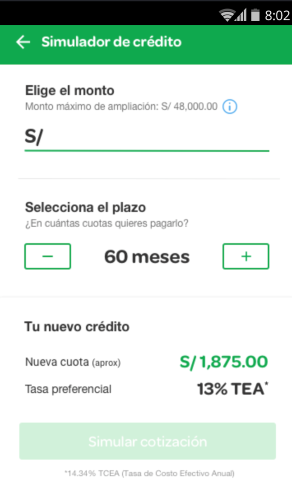 8:02
Simulador de crédito
Elige el monto
Monto máximo de ampliación: S/ 48,000.00
S/
Selecciona el plazo
¿En cuántas cuotas quieres pagarlo?
60 meses
Tu nuevo crédito
Nueva cuota (aprox) S/ 1,875.00
Tasa preferencial 13% TEA*
Simular cotización
*14.34% TCEA (Tasa de Costo Efectivo Anual)